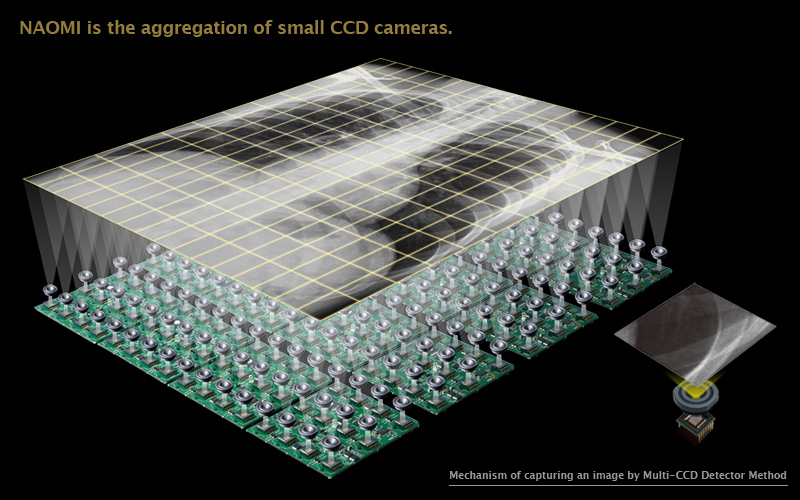 NAOMI is the aggregation of small CCD cameras.
Mechanism of capturing an image by Multi-CCD Detector Method